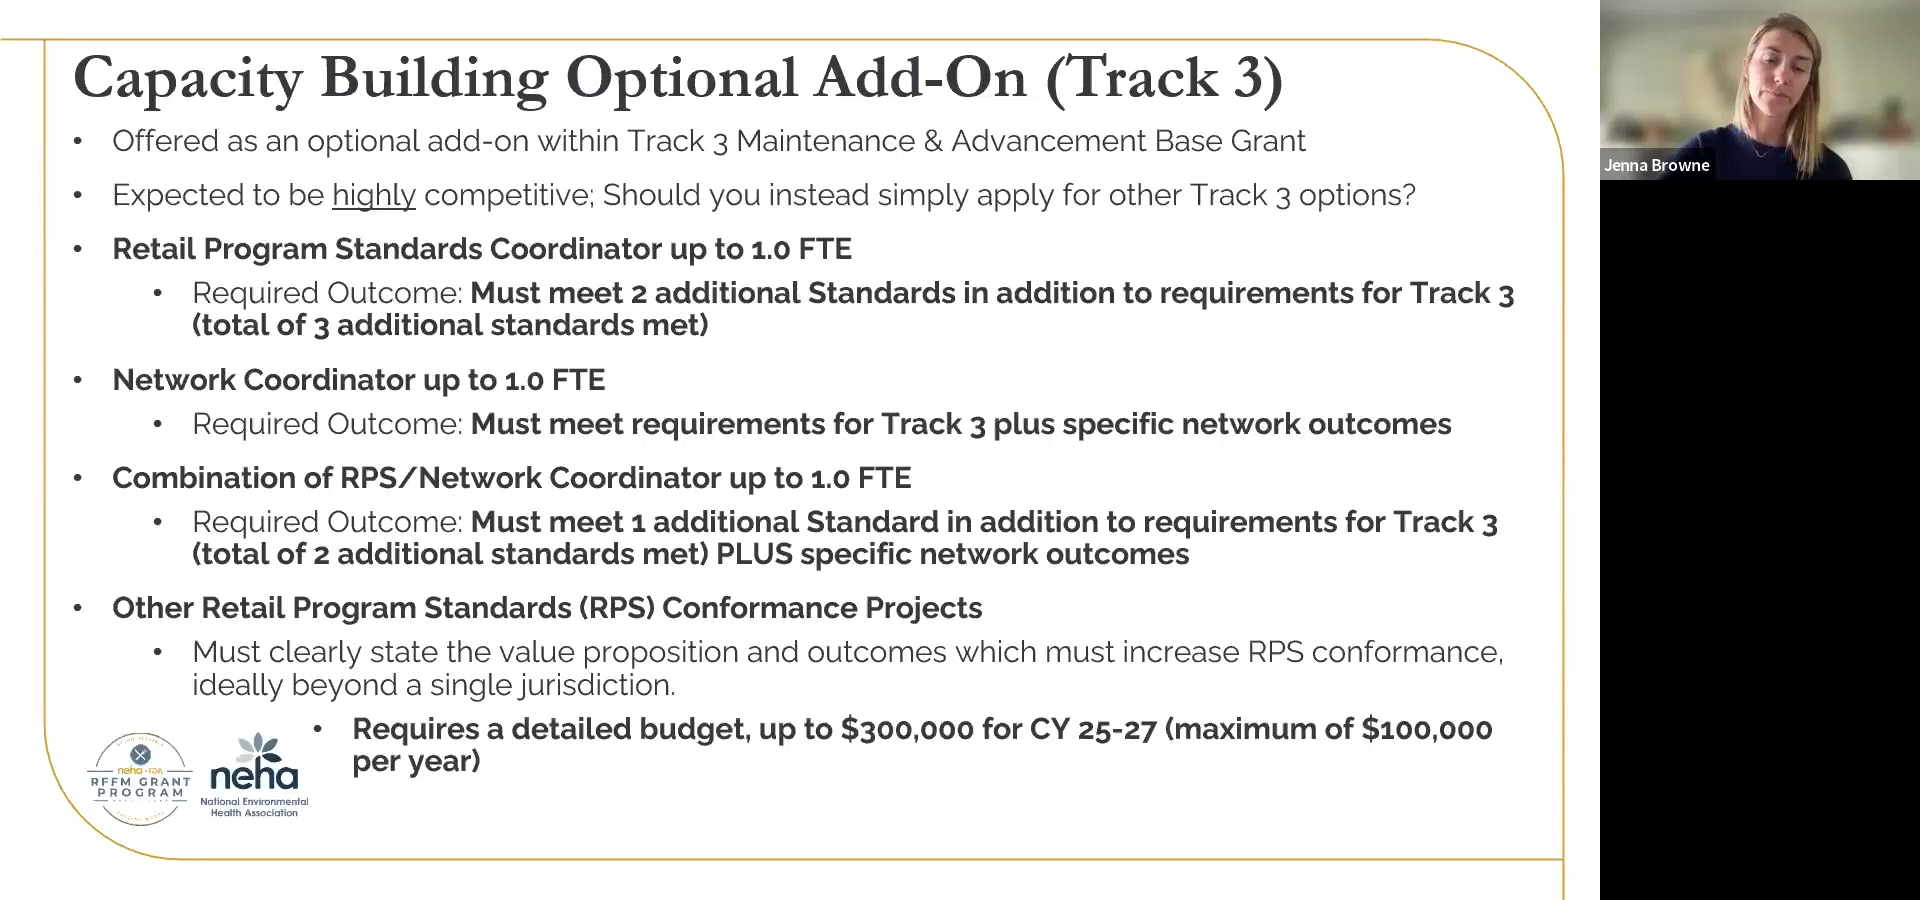 Capacity Building Optional Add-On (Track 3)
• Offered as an optional add-on within Track 3 Maintenance & Advancement Base Grant
• Expected to be highly competitive; Should you instead simply apply for other Track 3 options?
• Retail Program Standards Coordinator up to 1.0 FTE
• Required Outcome: Must meet 2 additional Standards in addition to requirements for Track 3
(total of 3 additional standards met)
• Network Coordinator up to 1.0 FTE
• Required Outcome: Must meet requirements for Track 3 plus specific network outcomes
• Combination of RPS/Network Coordinator up to 1.0 FTE
• Required Outcome: Must meet 1 additional Standard in addition to requirements for Track 3
(total of 2 additional standards met) PLUS specific network outcomes
• Other Retail Program Standards (RPS) Conformance Projects
• Must clearly state the value proposition and outcomes which must increase RPS conformance,
ideally beyond a single jurisdiction.
• Requires a detailed budget, up to $300,000 for CY 25-27 (maximum of $100,000
per year)
neha·FDA
RFFM GRANT
PROGRAM
neha
National Environmental
Health Association
Jenna Browne